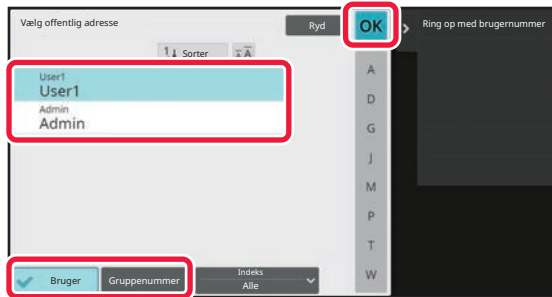 Vælg offentlig adresse
Ryd
OK
Ring op med brugernummer
Sorter
User1
User1
Admin
Admin
A
D
G
J
M
P
T
W
Bruger
Gruppenummer
Indeks
Alle